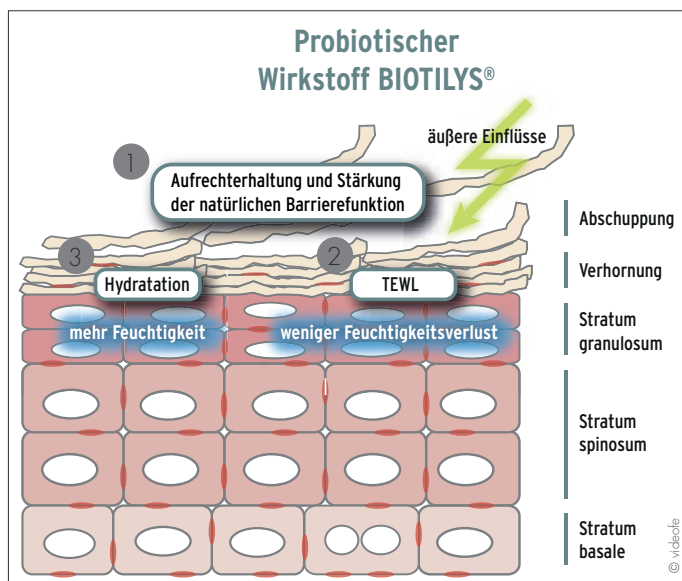 Probiotischer
Wirkstoff BIOTILYS®
äußere Einflüsse
1
Aufrechterhaltung und Stärkung
der natürlichen Barrierefunktion
Abschuppung
3
2
Verhornung
Hydratation
TEWL
mehr Feuchtigkeit
weniger Feuchtigkeitsverlust
Stratum
granulosum
Stratum
spinosum
Stratum
basale
© videofe